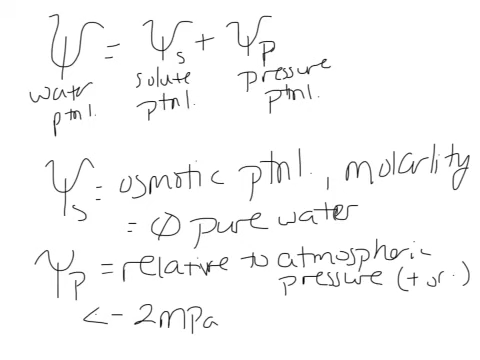 Ψ = Ψs + Ψp
water ptnl. solute ptnl. pressure ptnl.
Ψs = osmotic ptnl., molarlity
= 0 pure water
Ψp = relative to atmospheric
pressure (+ or -)
< - 2mPa